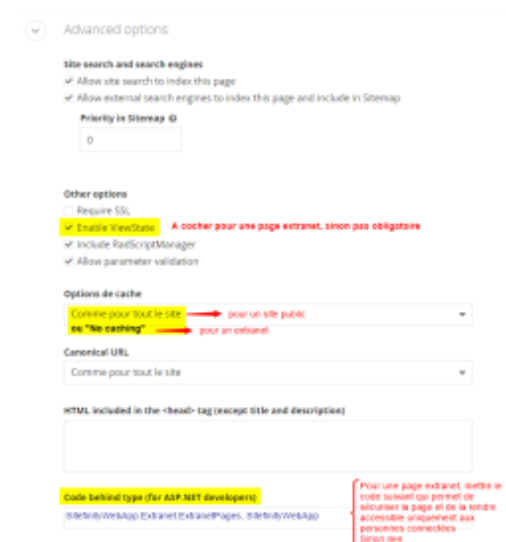 Advanced options
Site search and search engines
Allow site search to index this page
Allow external search engines to index this page and include in Sitemap
Priority in Sitemap
0
Other options
Require SSL
Enable ViewState A cocher pour une page extranet, sinon pas obligatoire
Include RadScriptManager
Allow parameter validation
Options de cache
Comme pour tout le site pour un site public
ou "No caching" pour un extranet
Canonical URL
Comme pour tout le site
HTML included in the <head> tag (except title and description)
Code behind type (for ASP.NET developers)
SitefinityWebApp.Extranet.ExtranetPages, SitefinityWebApp
Pour une page extranet, mettre le
code suivant qui permet de
sécuriser la page et de la rendre
accessible uniquement aux
personnes connectées
Sinon rien